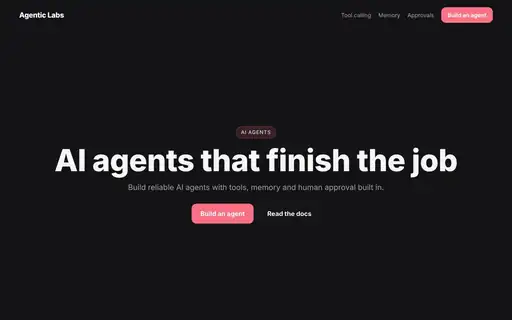 Agentic Labs
Tool calling
Memory
Approvals
Build an agent
AI AGENTS
AI agents that finish the job
Build reliable AI agents with tools, memory and human approval built in.
Build an agent
Read the docs